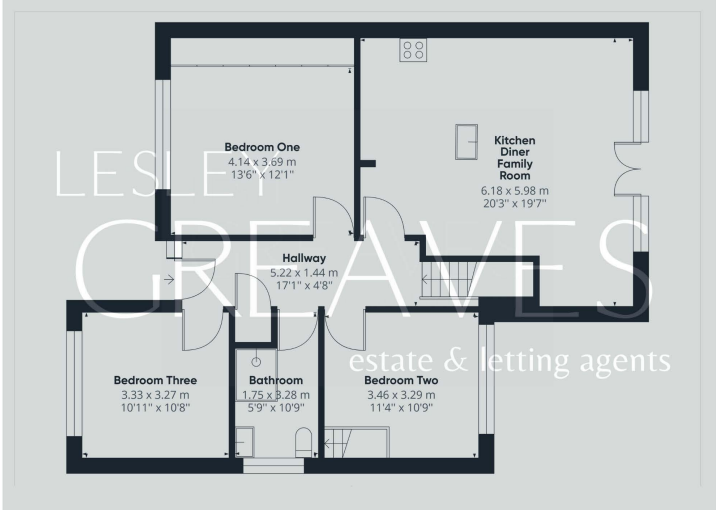 Bedroom One
4.14 x 3.69 m
13'6" x 12'1"
Kitchen
Diner
Family
Room
6.18 x 5.98 m
20'3" x 19'7"
LESLEY
GREAVES
estate & letting agents
Hallway
5.22 x 1.44 m
17'1" x 4'8"
Bedroom Three
3.33 x 3.27 m
10'11" x 10'8"
Bathroom
1.75 x 3.28 m
5'9" x 10'9"
Bedroom Two
3.46 x 3.29 m
11'4" x 10'9"